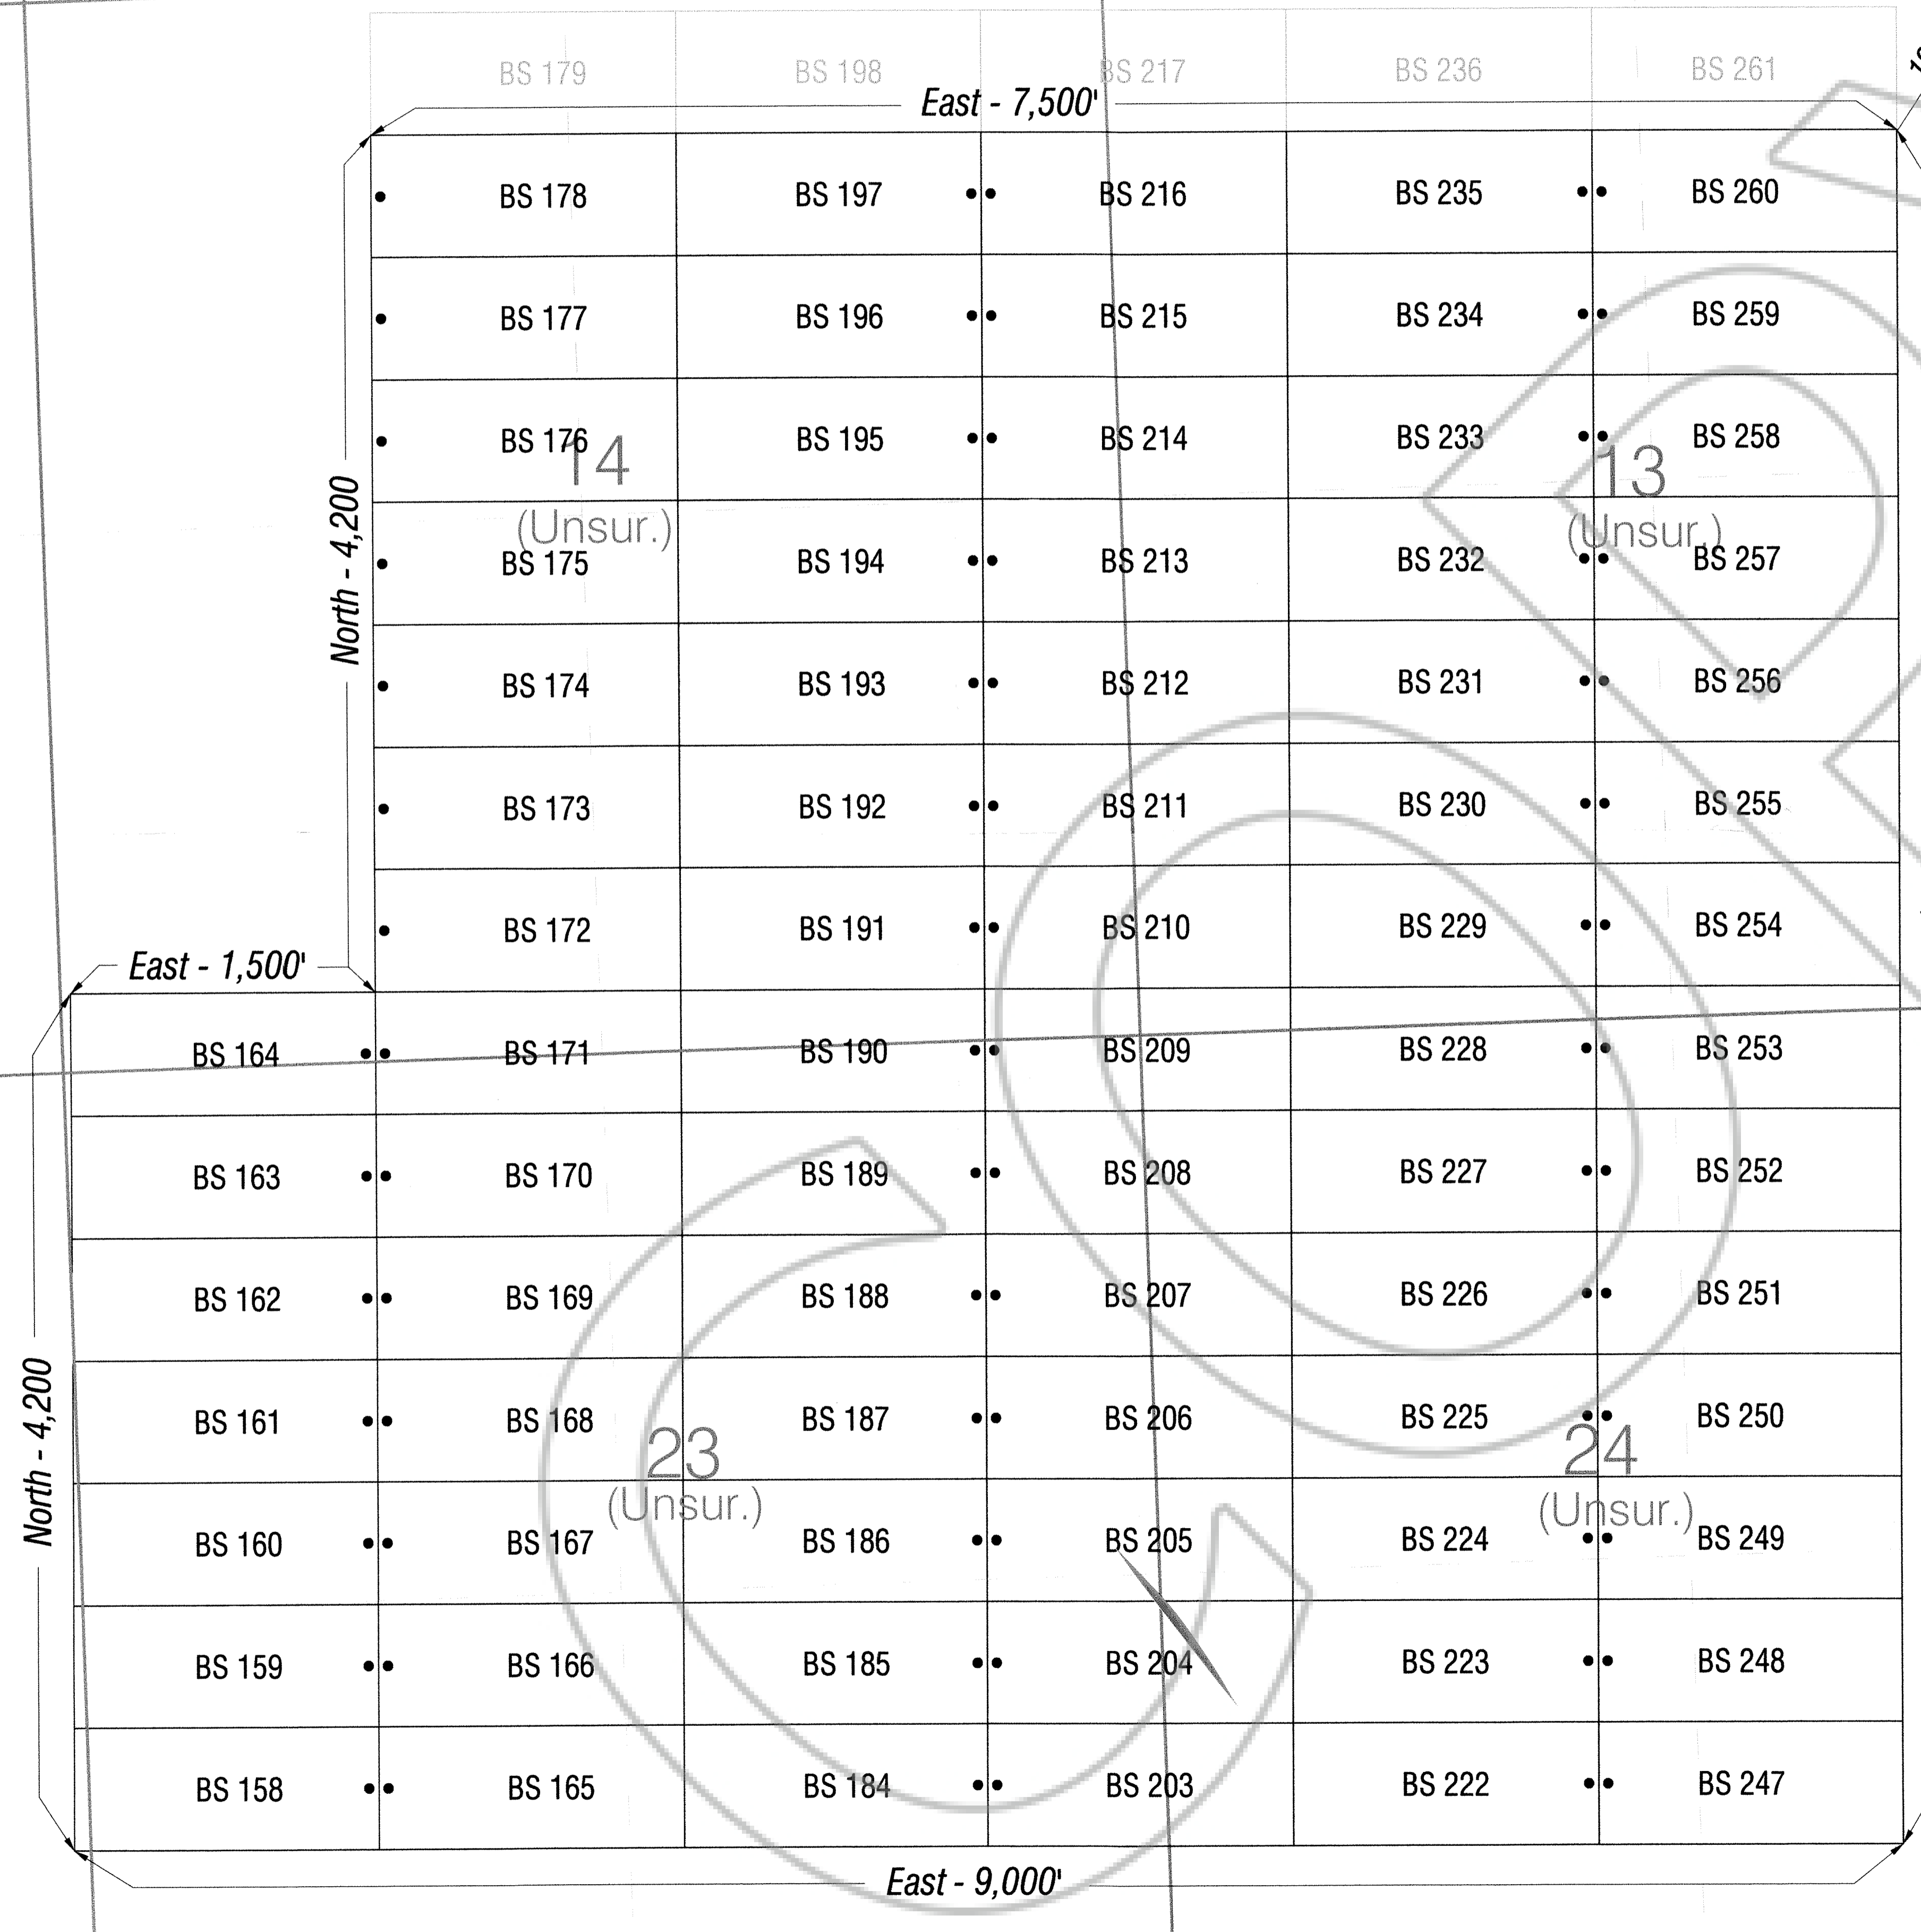 BS 179 BS 198 BS 217 BS 236 BS 261
East - 7,500'
BS 178 BS 197 BS 216 BS 235 BS 260
BS 177 BS 196 BS 215 BS 234 BS 259
BS 176 BS 195 BS 214 BS 233 BS 258
14 13
(Unsur.) (Unsur.)
North - 4,200
BS 175 BS 194 BS 213 BS 232 BS 257
BS 174 BS 193 BS 212 BS 231 BS 256
BS 173 BS 192 BS 211 BS 230 BS 255
BS 172 BS 191 BS 210 BS 229 BS 254
East - 1,500'
BS 164 BS 171 BS 190 BS 209 BS 228 BS 253
BS 163 BS 170 BS 189 BS 208 BS 227 BS 252
BS 162 BS 169 BS 188 BS 207 BS 226 BS 251
BS 161 BS 168 BS 187 BS 206 BS 225 BS 250
North - 4,200
23 24
(Unsur.) (Unsur.)
BS 160 BS 167 BS 186 BS 205 BS 224 BS 249
BS 159 BS 166 BS 185 BS 204 BS 223 BS 248
BS 158 BS 165 BS 184 BS 203 BS 222 BS 247
East - 9,000'